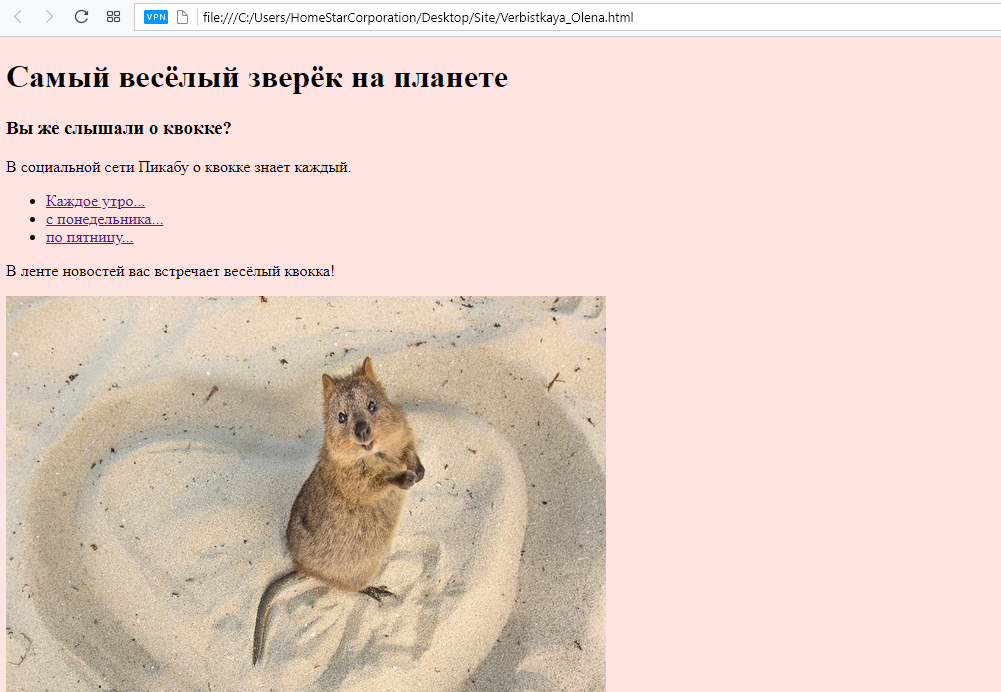 VPN file:///C:/Users/HomeStarCorporation/Desktop/Site/Verbistkaya_Olena.html
Самый весёлый зверёк на планете
Вы же слышали о квокке?
В социальной сети Пикабу о квокке знает каждый.
Каждое утро...
с понедельника...
по пятницу...
В ленте новостей вас встречает весёлый квокка!